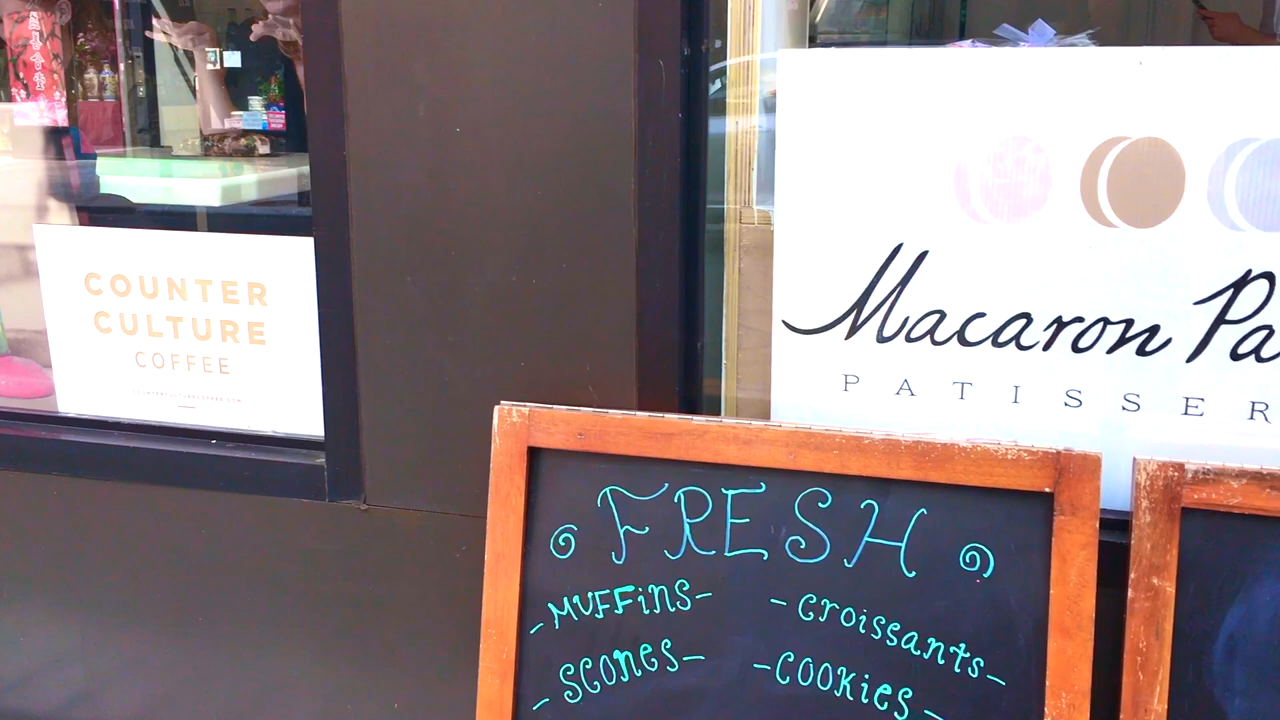 COUNTER
CULTURE
COFFEE
Macaron Pa
PATISSER
FRESH
-MUFFiNS-
-CROissANts-
-SCONES-
-COOKiES-